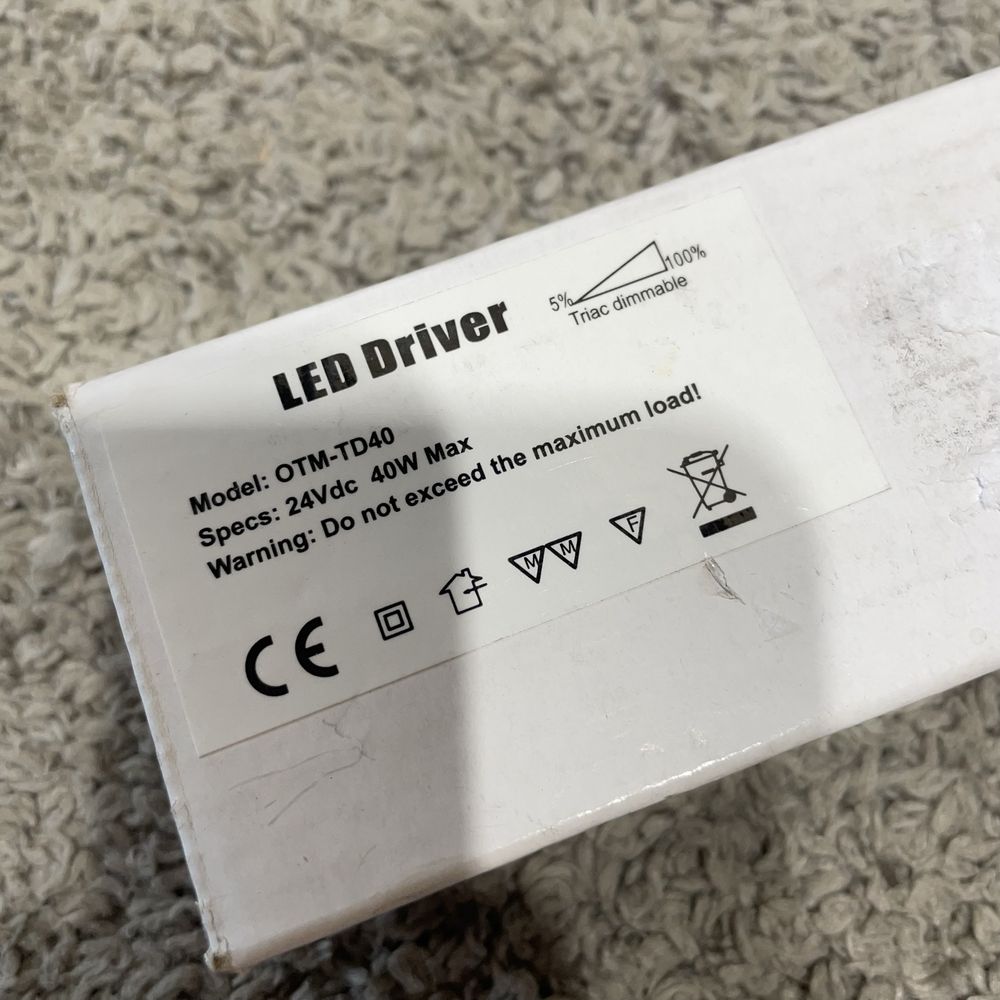 LED Driver
5% 100%
Triac dimmable
Model: OTM-TD40
Specs: 24Vdc 40W Max
Warning: Do not exceed the maximum load!
CE
M M F